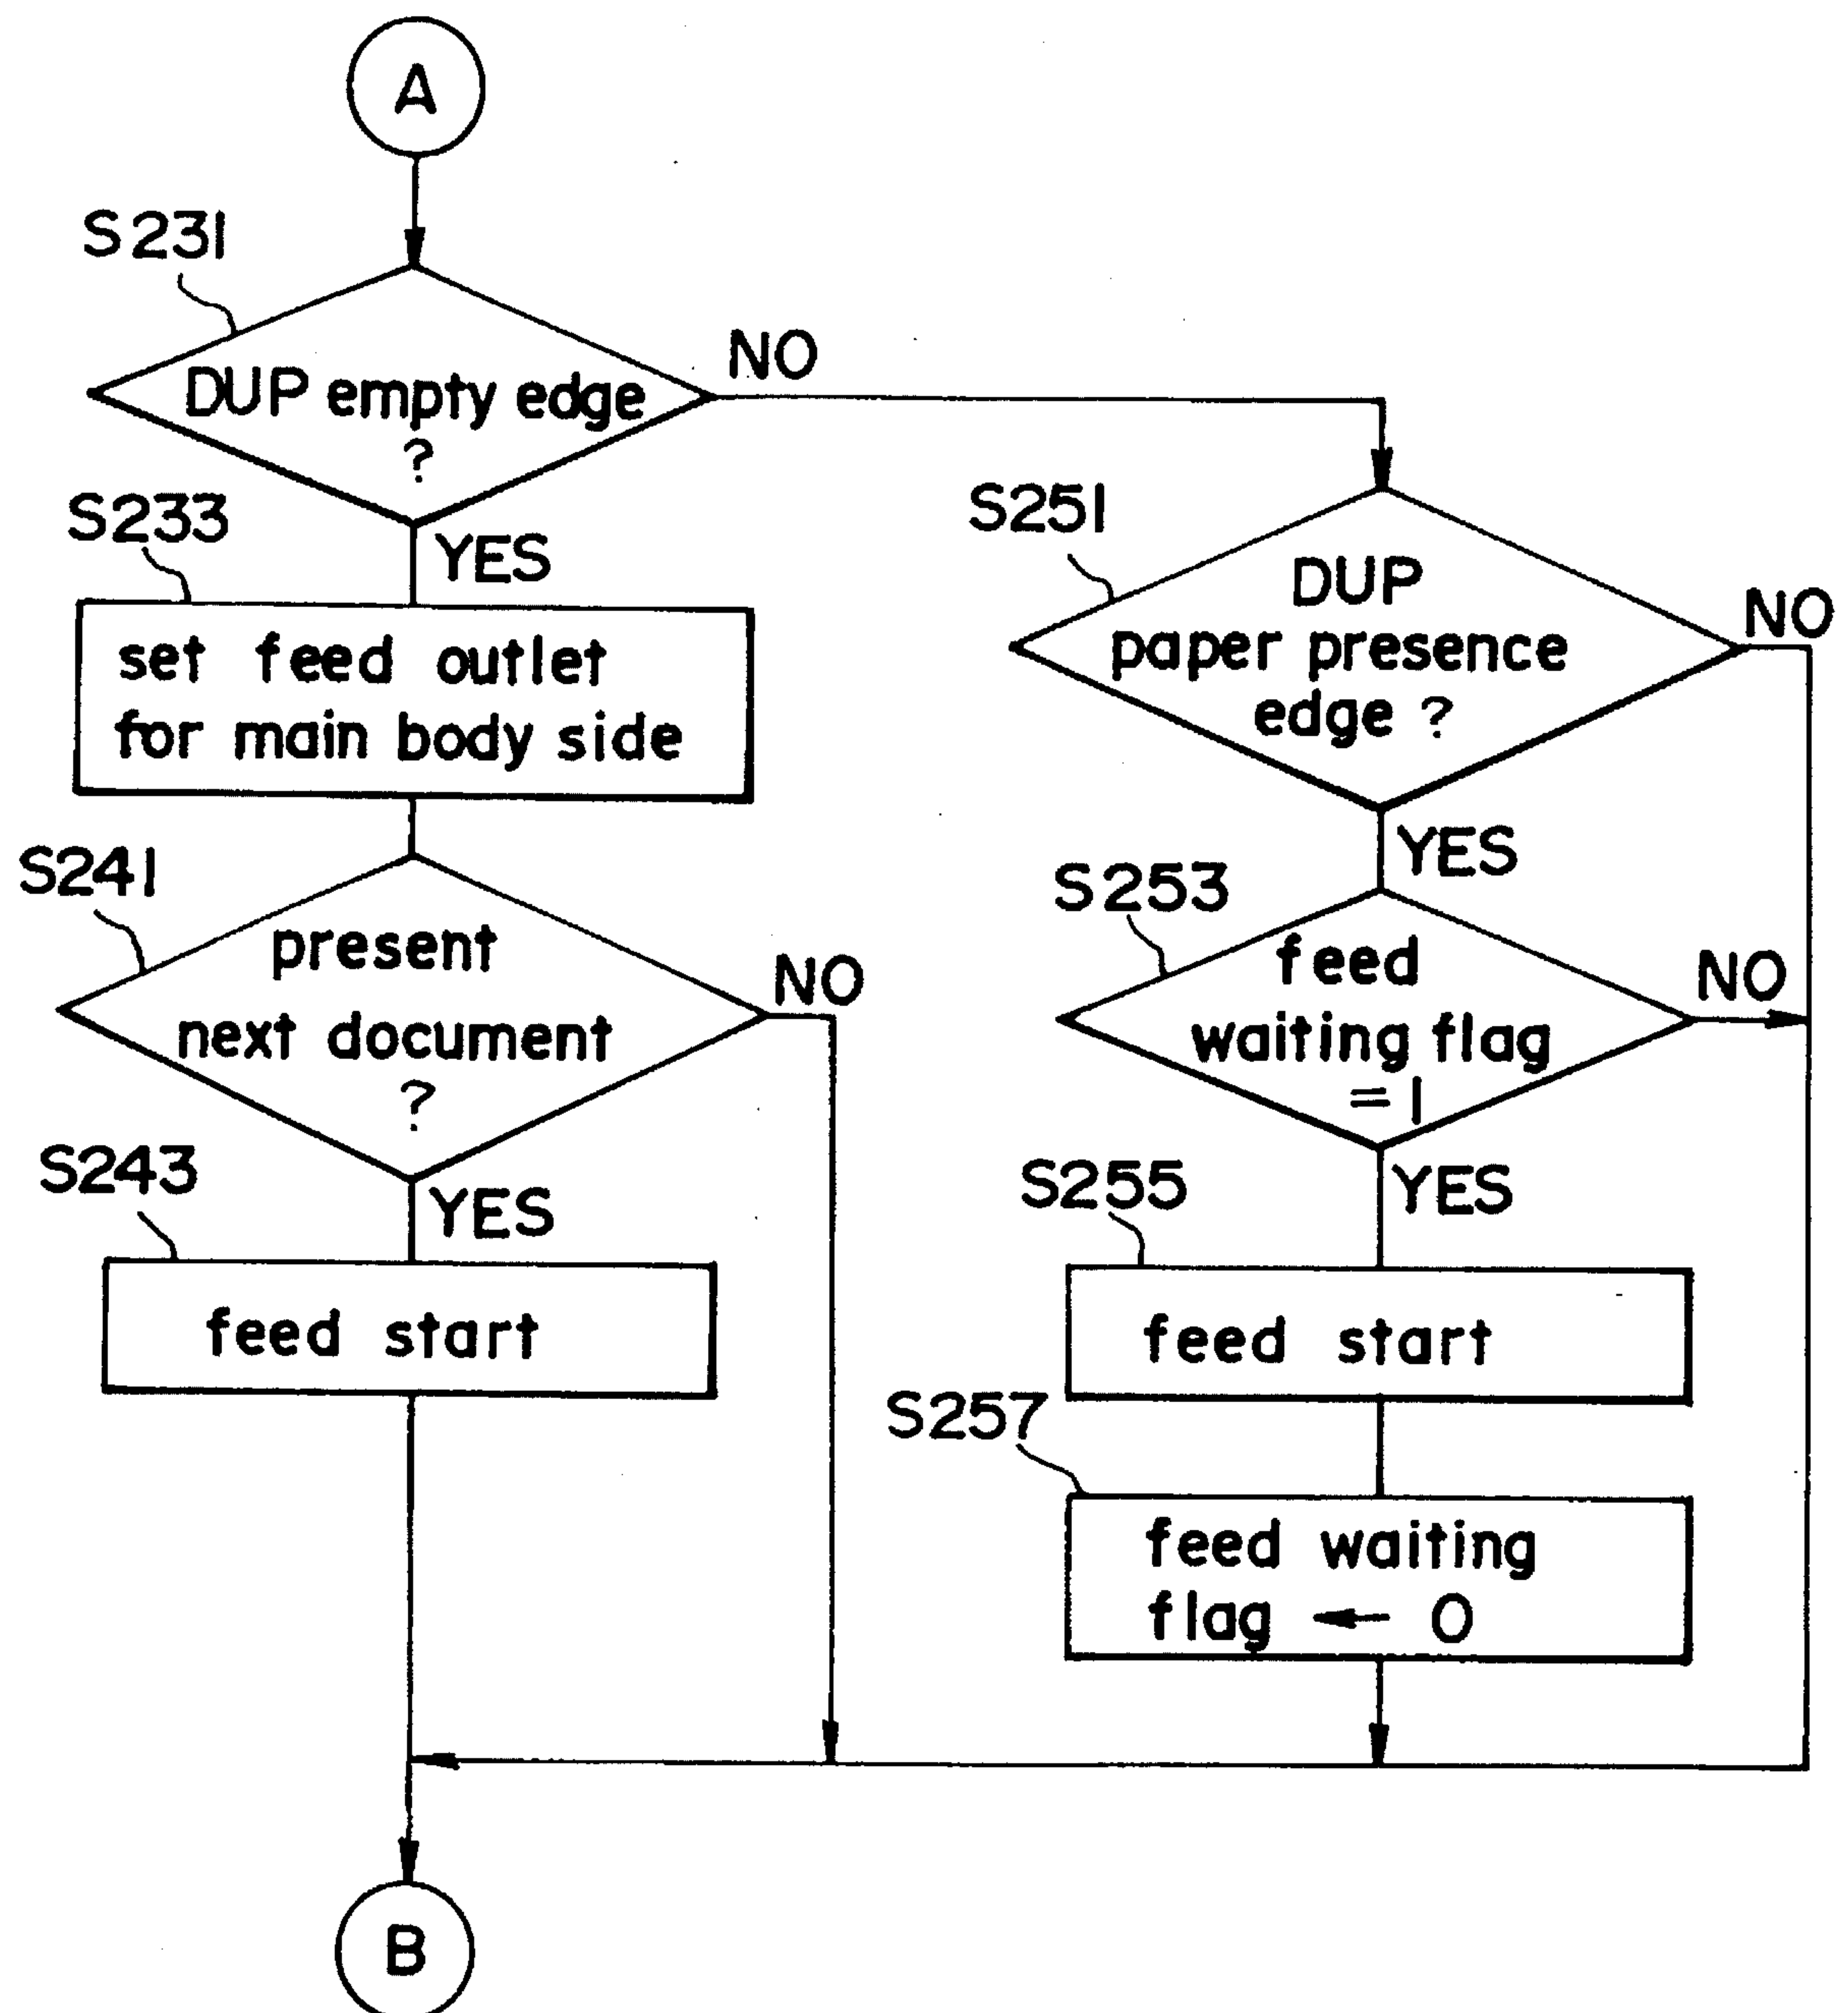 A
S231
DUP empty edge
?
NO
S233
YES
set feed outlet
for main body side
S241
present
next document
?
NO
S243
YES
feed start
S251
DUP
paper presence
edge ?
NO
YES
S253
feed
waiting flag
=1
NO
S255
YES
feed start
S257
feed waiting
flag ← 0
B